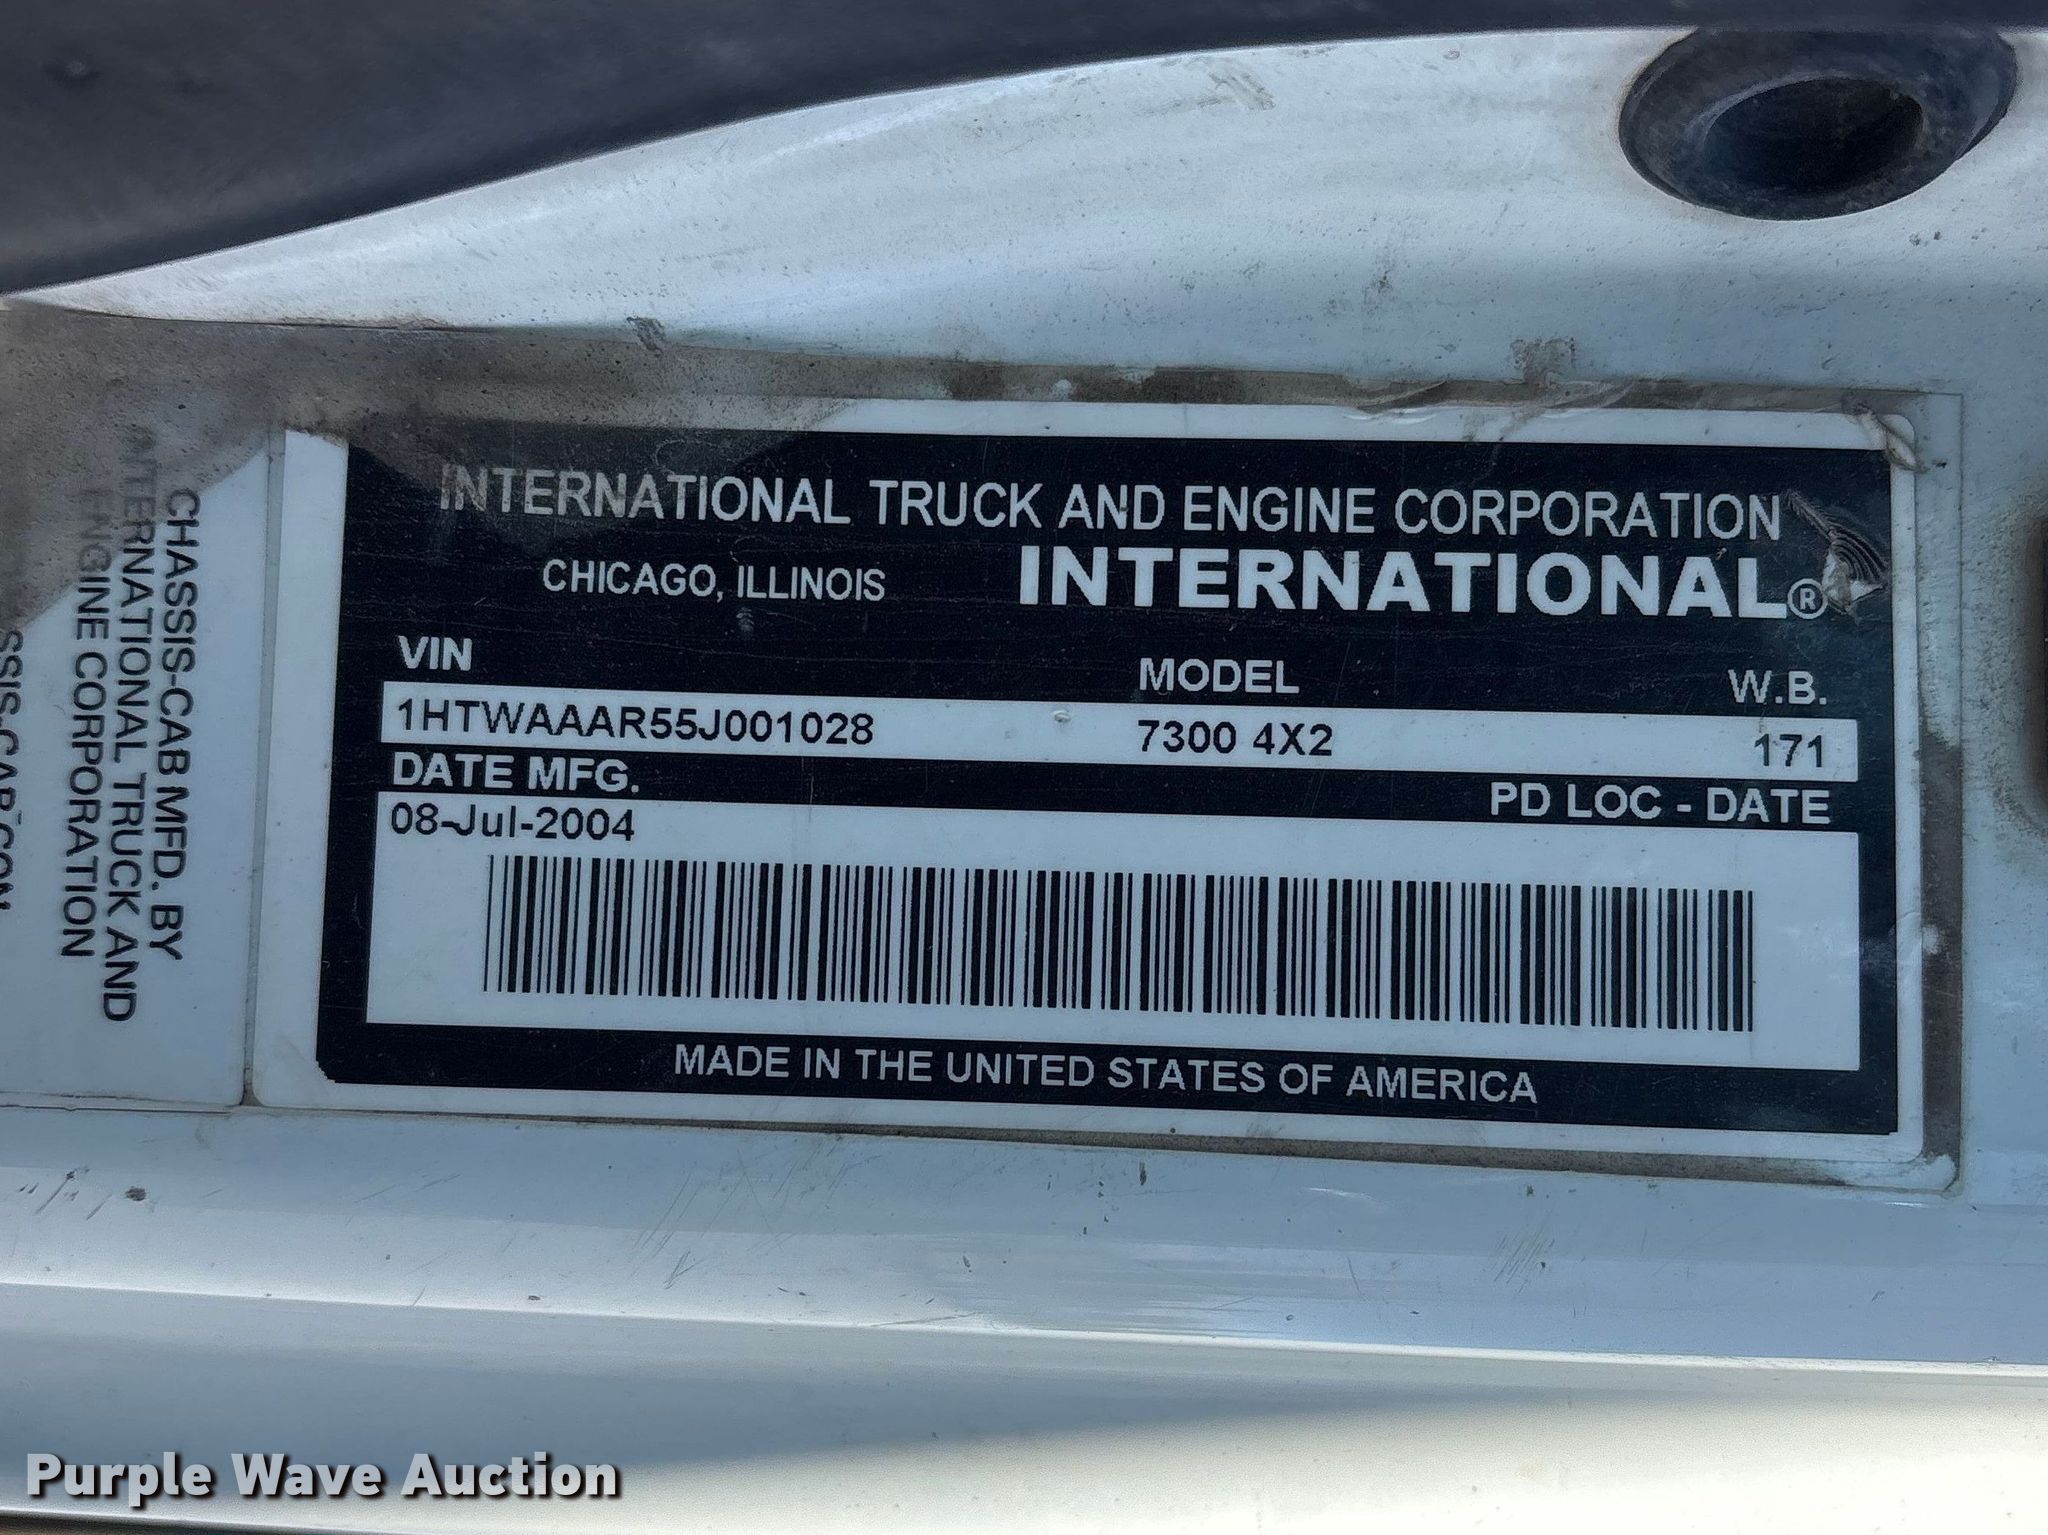 INTERNATIONAL TRUCK AND ENGINE CORPORATION
CHICAGO, ILLINOIS INTERNATIONAL®
VIN MODEL W.B.
1HTWAAAR55J001028 7300 4X2 171
DATE MFG. PD LOC - DATE
08-Jul-2004
MADE IN THE UNITED STATES OF AMERICA
CHASSIS-CAB MFD. BY
INTERNATIONAL TRUCK AND
ENGINE CORPORATION
Purple Wave Auction